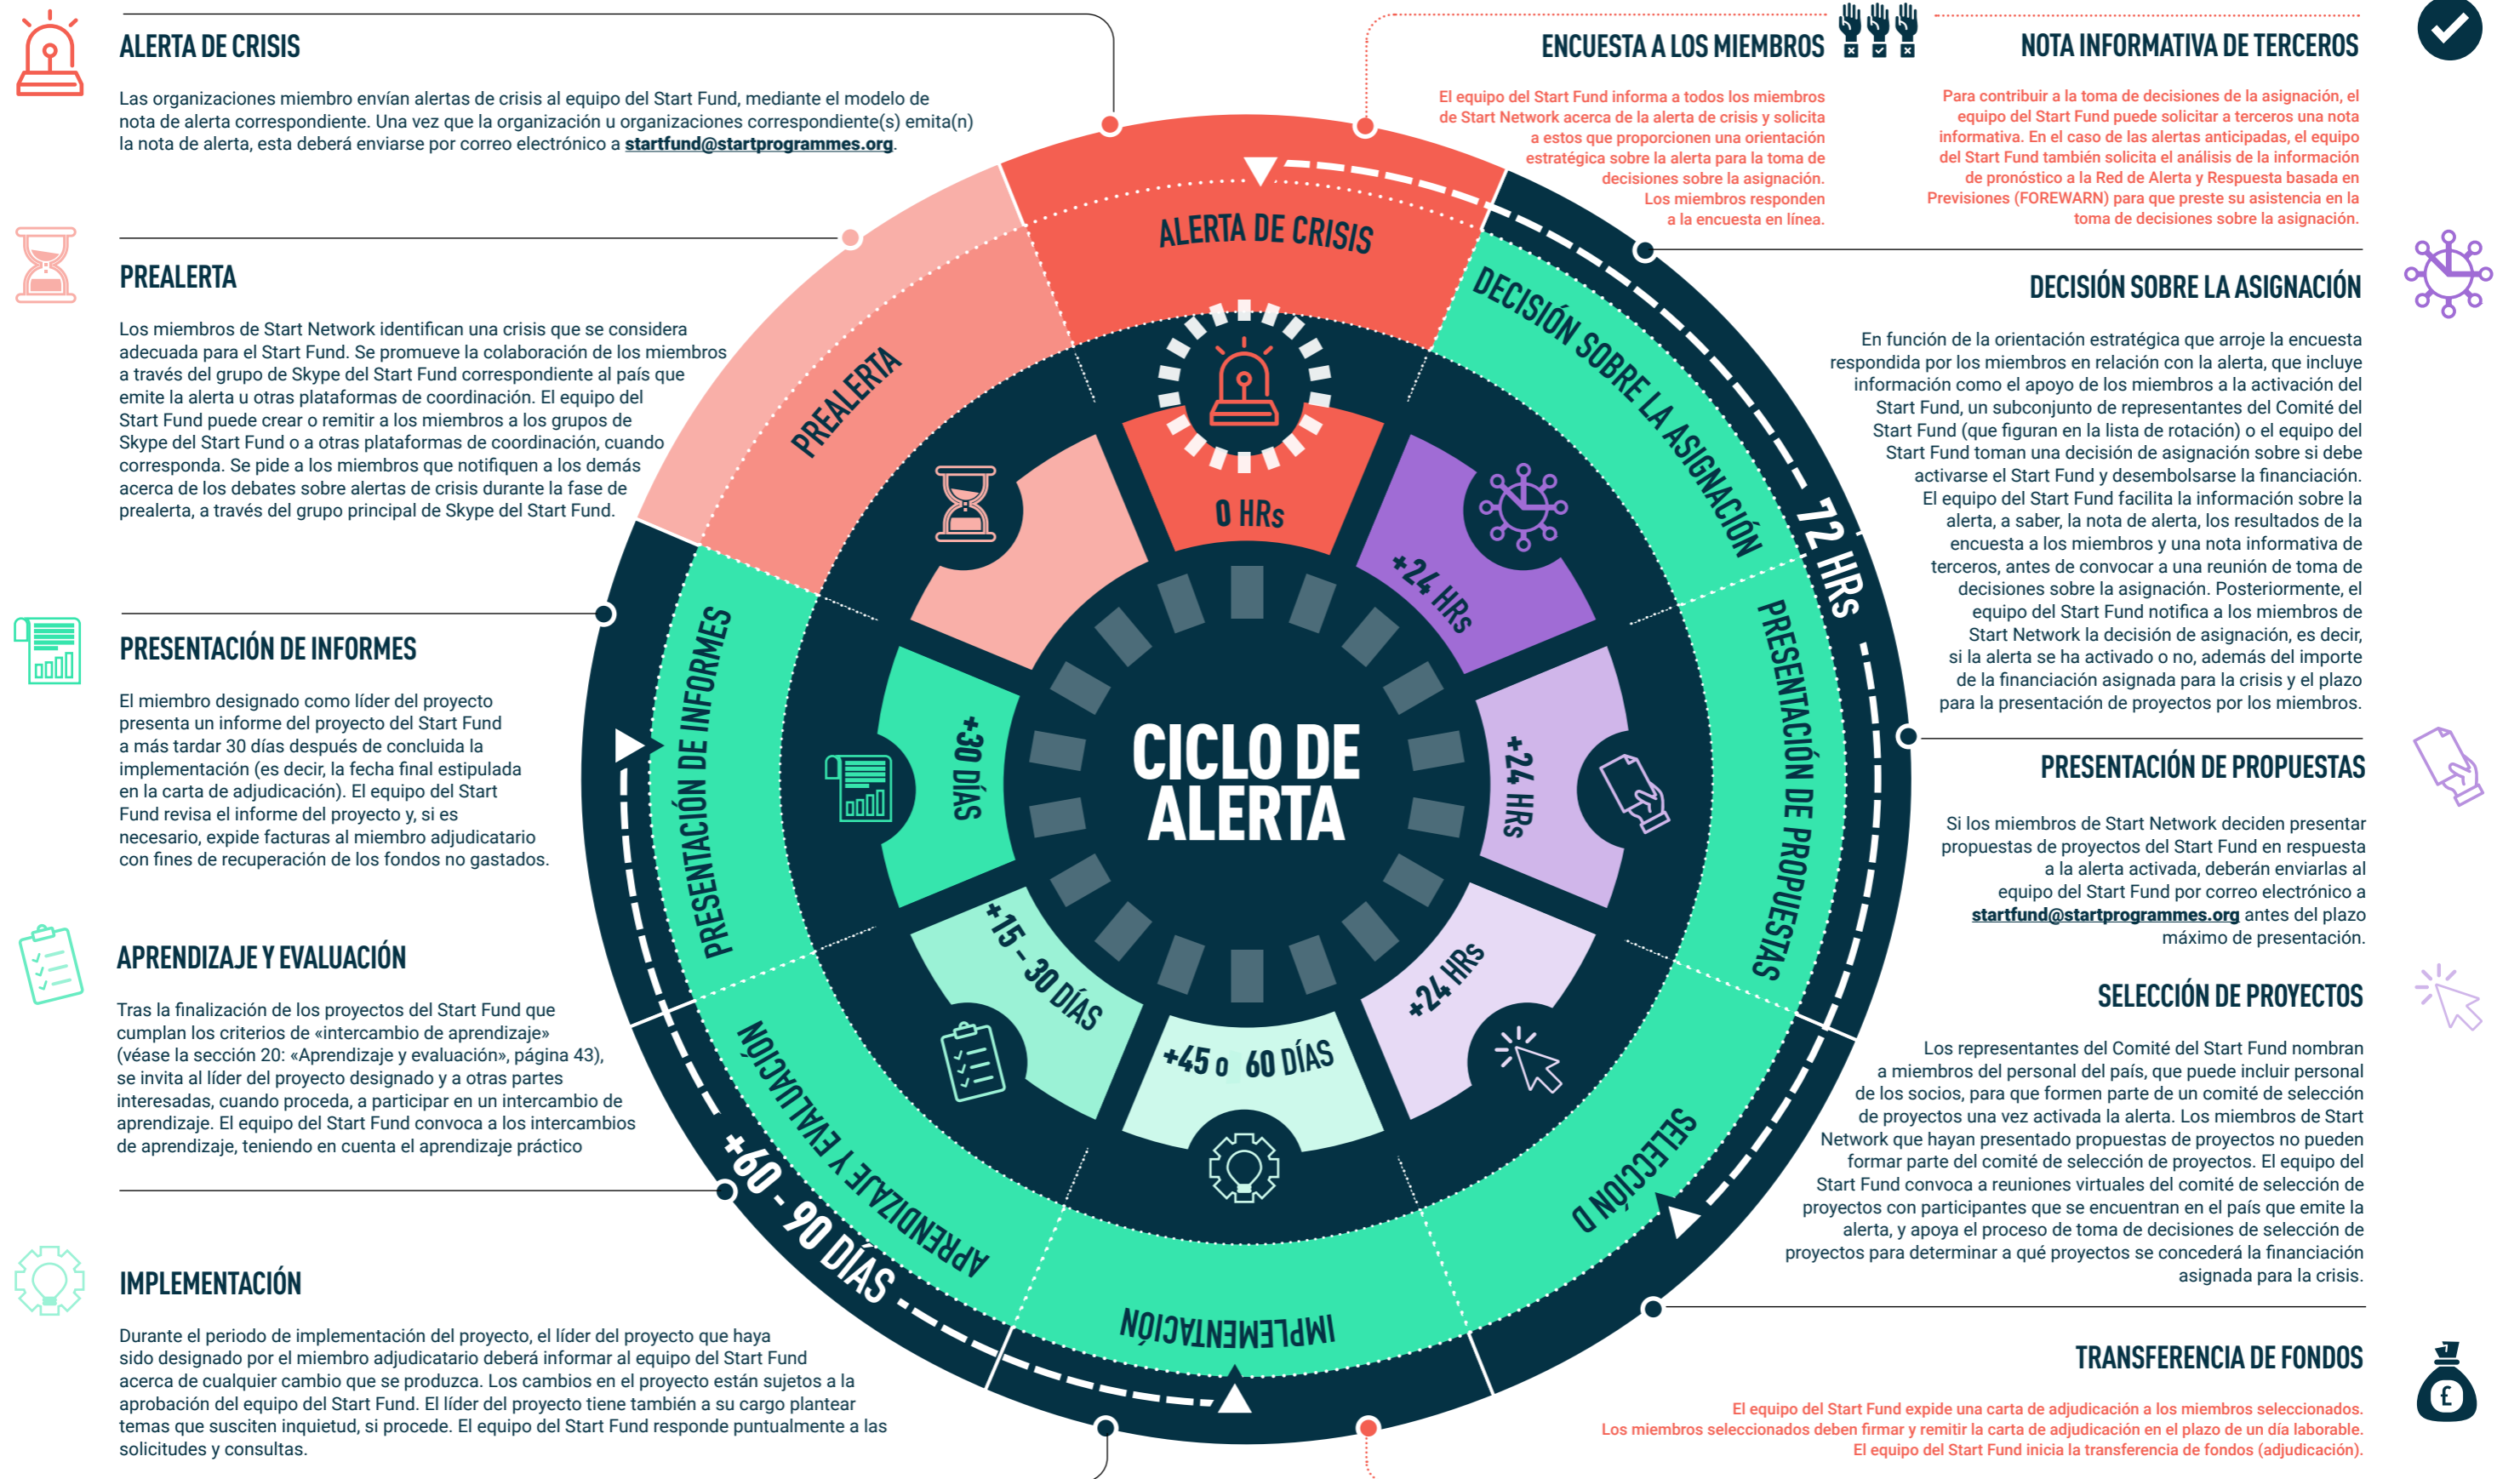 ALERTA DE CRISIS
Las organizaciones miembro envían alertas de crisis al equipo del Start Fund, mediante el modelo de
nota de alerta correspondiente. Una vez que la organización u organizaciones correspondiente(s) emita(n)
la nota de alerta, esta deberá enviarse por correo electrónico a startfund@startprogrammes.org.
PREALERTA
Los miembros de Start Network identifican una crisis que se considera
adecuada para el Start Fund. Se promueve la colaboración de los miembros
a través del grupo de Skype del Start Fund correspondiente al país que
emite la alerta u otras plataformas de coordinación. El equipo del
Start Fund puede crear o remitir a los miembros a los grupos de
Skype del Start Fund o a otras plataformas de coordinación, cuando
corresponda. Se pide a los miembros que notifiquen a los demás
acerca de los debates sobre alertas de crisis durante la fase de
prealerta, a través del grupo principal de Skype del Start Fund.
PRESENTACIÓN DE INFORMES
El miembro designado como líder del proyecto
presenta un informe del proyecto del Start Fund
a más tardar 30 días después de concluida la
implementación (es decir, la fecha final estipulada
en la carta de adjudicación). El equipo del Start
Fund revisa el informe del proyecto y, si es
necesario, expide facturas al miembro adjudicatario
con fines de recuperación de los fondos no gastados.
APRENDIZAJE Y EVALUACIÓN
Tras la finalización de los proyectos del Start Fund que
cumplan los criterios de «intercambio de aprendizaje»
(véase la sección 20: «Aprendizaje y evaluación», página 43),
se invita al líder del proyecto designado y a otras partes
interesadas, cuando proceda, a participar en un intercambio de
aprendizaje. El equipo del Start Fund convoca a los intercambios
de aprendizaje, teniendo en cuenta el aprendizaje práctico
IMPLEMENTACIÓN
Durante el periodo de implementación del proyecto, el líder del proyecto que haya
sido designado por el miembro adjudicatario deberá informar al equipo del Start Fund
acerca de cualquier cambio que se produzca. Los cambios en el proyecto están sujetos a la
aprobación del equipo del Start Fund. El líder del proyecto tiene también a su cargo plantear
temas que susciten inquietud, si procede. El equipo del Start Fund responde puntualmente a las
solicitudes y consultas.
ALERTA DE CRISIS
DECISIÓN SOBRE LA ASIGNACIÓN
PRESENTACIÓN DE PROPUESTAS
SELECCIÓN D
IMPLEMENTACIÓN
APRENDIZAJE Y EVALUACIÓN
PRESENTACIÓN DE INFORMES
PREALERTA
72 HRs
+60 - 90 DÍAS
0 HRs
+24 HRs
+24 HRs
+24 HRs
+45 o 60 DÍAS
+15 - 30 DÍAS
+30 DÍAS
CICLO DE
ALERTA
ENCUESTA A LOS MIEMBROS
El equipo del Start Fund informa a todos los miembros
de Start Network acerca de la alerta de crisis y solicita
a estos que proporcionen una orientación
estratégica sobre la alerta para la toma de
decisiones sobre la asignación.
Los miembros responden
a la encuesta en línea.
NOTA INFORMATIVA DE TERCEROS
Para contribuir a la toma de decisiones de la asignación, el
equipo del Start Fund puede solicitar a terceros una nota
informativa. En el caso de las alertas anticipadas, el equipo
del Start Fund también solicita el análisis de la información
de pronóstico a la Red de Alerta y Respuesta basada en
Previsiones (FOREWARN) para que preste su asistencia en la
toma de decisiones sobre la asignación.
DECISIÓN SOBRE LA ASIGNACIÓN
En función de la orientación estratégica que arroje la encuesta
respondida por los miembros en relación con la alerta, que incluye
información como el apoyo de los miembros a la activación del
Start Fund, un subconjunto de representantes del Comité del
Start Fund (que figuran en la lista de rotación) o el equipo del
Start Fund toman una decisión de asignación sobre si debe
activarse el Start Fund y desembolsarse la financiación.
El equipo del Start Fund facilita la información sobre la
alerta, a saber, la nota de alerta, los resultados de la
encuesta a los miembros y una nota informativa de
terceros, antes de convocar a una reunión de toma de
decisiones sobre la asignación. Posteriormente, el
equipo del Start Fund notifica a los miembros de
Start Network la decisión de asignación, es decir,
si la alerta se ha activado o no, además del importe
de la financiación asignada para la crisis y el plazo
para la presentación de proyectos por los miembros.
PRESENTACIÓN DE PROPUESTAS
Si los miembros de Start Network deciden presentar
propuestas de proyectos del Start Fund en respuesta
a la alerta activada, deberán enviarlas al
equipo del Start Fund por correo electrónico a
startfund@startprogrammes.org antes del plazo
máximo de presentación.
SELECCIÓN DE PROYECTOS
Los representantes del Comité del Start Fund nombran
a miembros del personal del país, que puede incluir personal
de los socios, para que formen parte de un comité de selección
de proyectos una vez activada la alerta. Los miembros de Start
Network que hayan presentado propuestas de proyectos no pueden
formar parte del comité de selección de proyectos. El equipo del
Start Fund convoca a reuniones virtuales del comité de selección de
proyectos con participantes que se encuentran en el país que emite la
alerta, y apoya el proceso de toma de decisiones de selección de
proyectos para determinar a qué proyectos se concederá la financiación
asignada para la crisis.
TRANSFERENCIA DE FONDOS
£
El equipo del Start Fund expide una carta de adjudicación a los miembros seleccionados.
Los miembros seleccionados deben firmar y remitir la carta de adjudicación en el plazo de un día laborable.
El equipo del Start Fund inicia la transferencia de fondos (adjudicación).